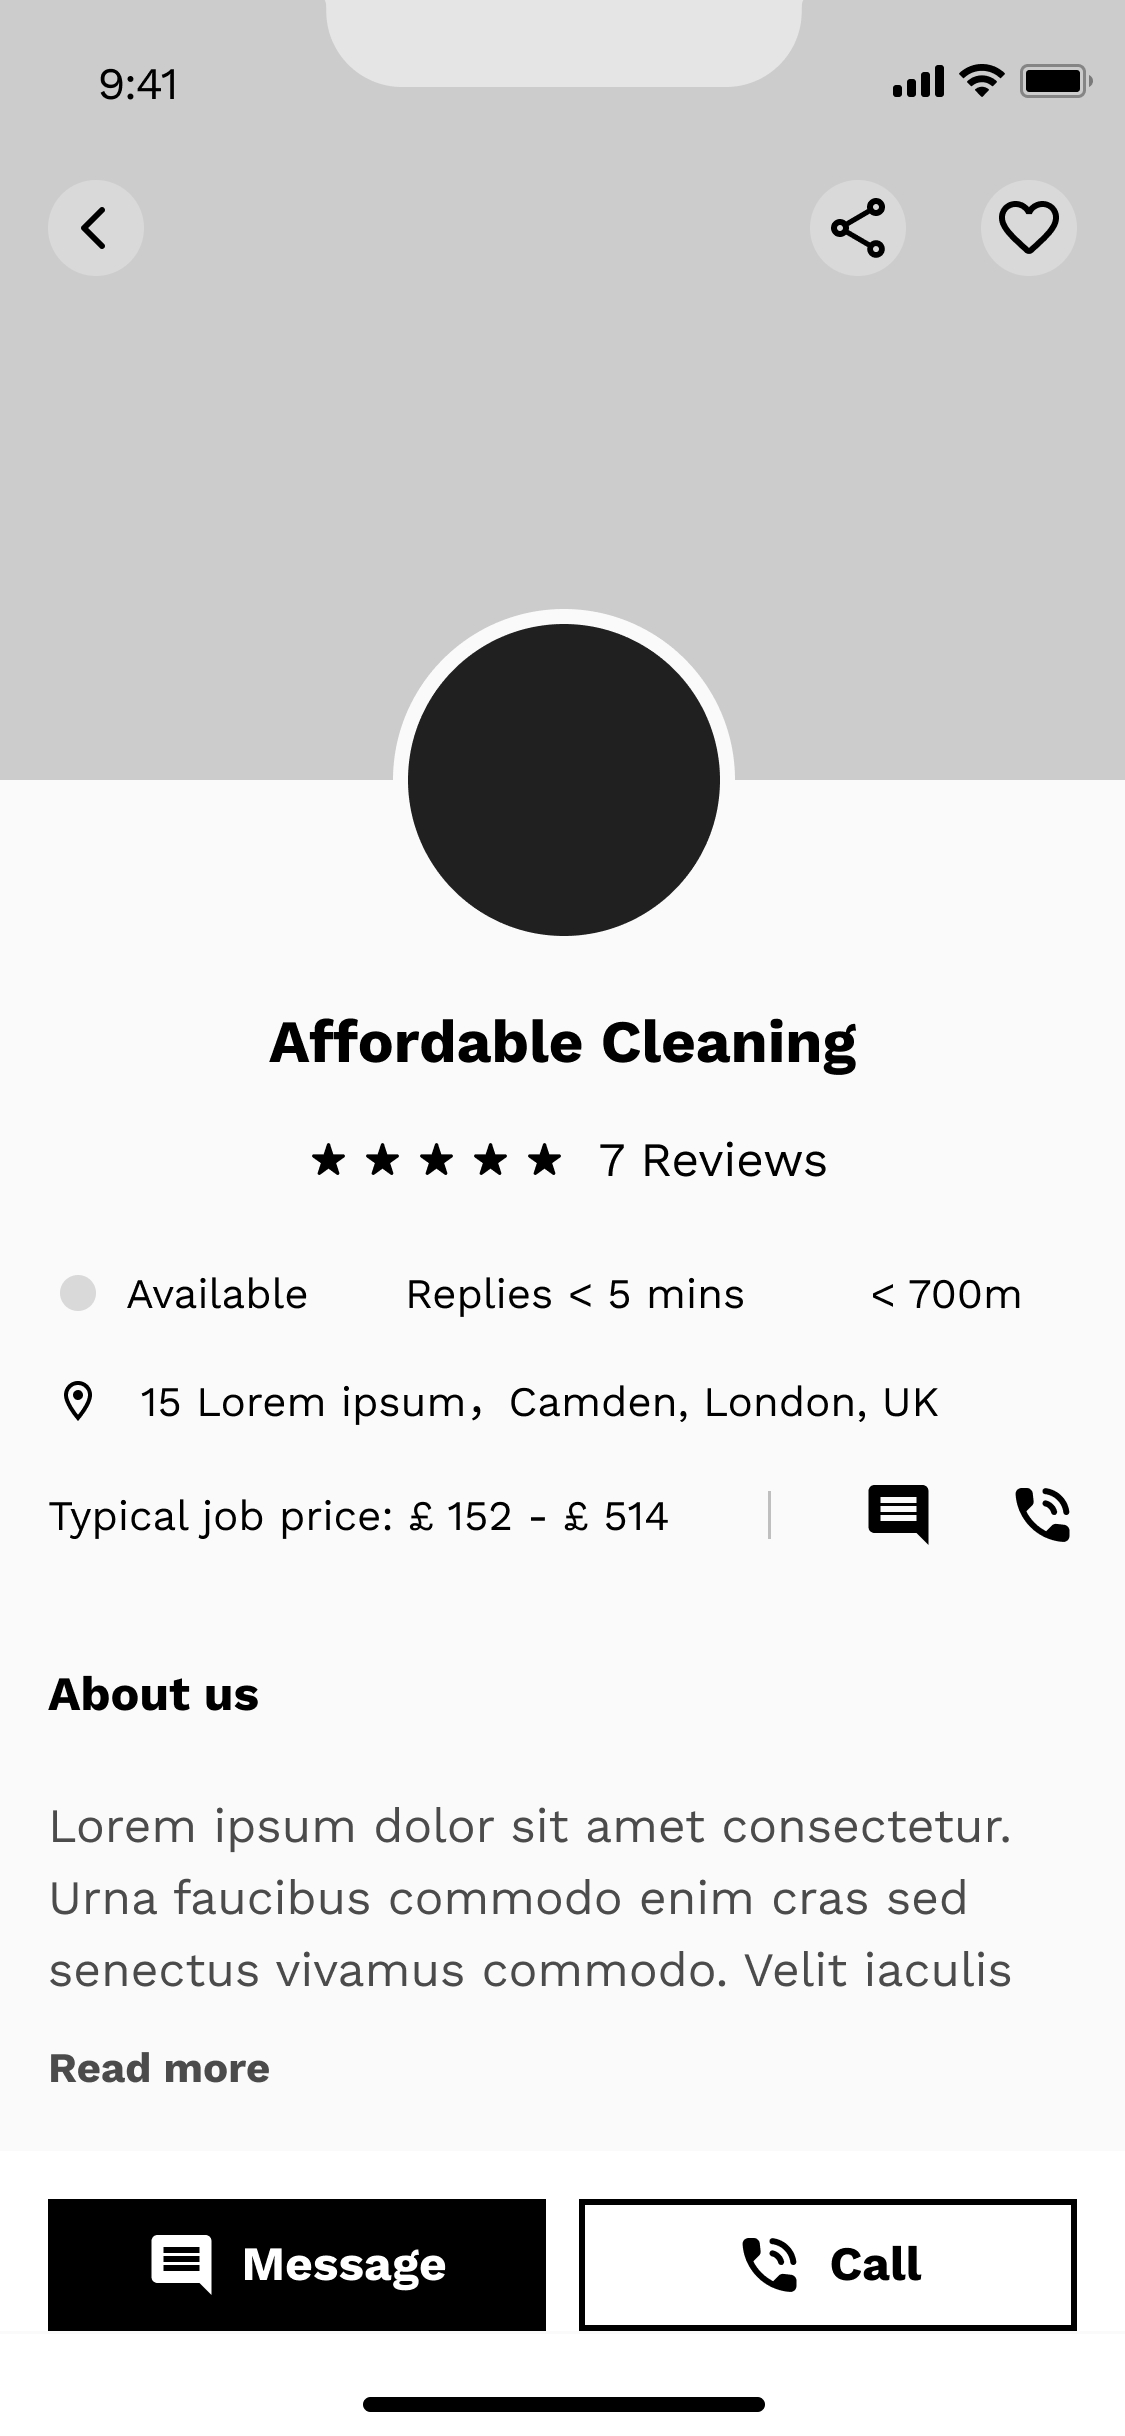 9:41
Affordable Cleaning
7 Reviews
Available Replies < 5 mins < 700m
15 Lorem ipsum, Camden, London, UK
Typical job price: £ 152 - £ 514
About us
Lorem ipsum dolor sit amet consectetur.
Urna faucibus commodo enim cras sed
senectus vivamus commodo. Velit iaculis
Read more
Message Call